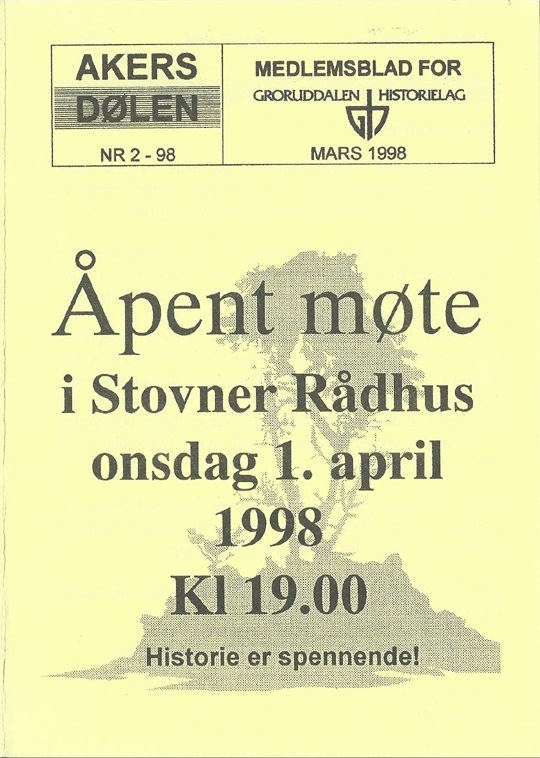 AKERS
DØLEN
NR 2 - 98
MEDLEMSBLAD FOR
GRORUDDALEN HISTORIELAG
MARS 1998
Åpent møte
i Stovner Rådhus
onsdag 1. april
1998
Kl 19.00
Historie er spennende!